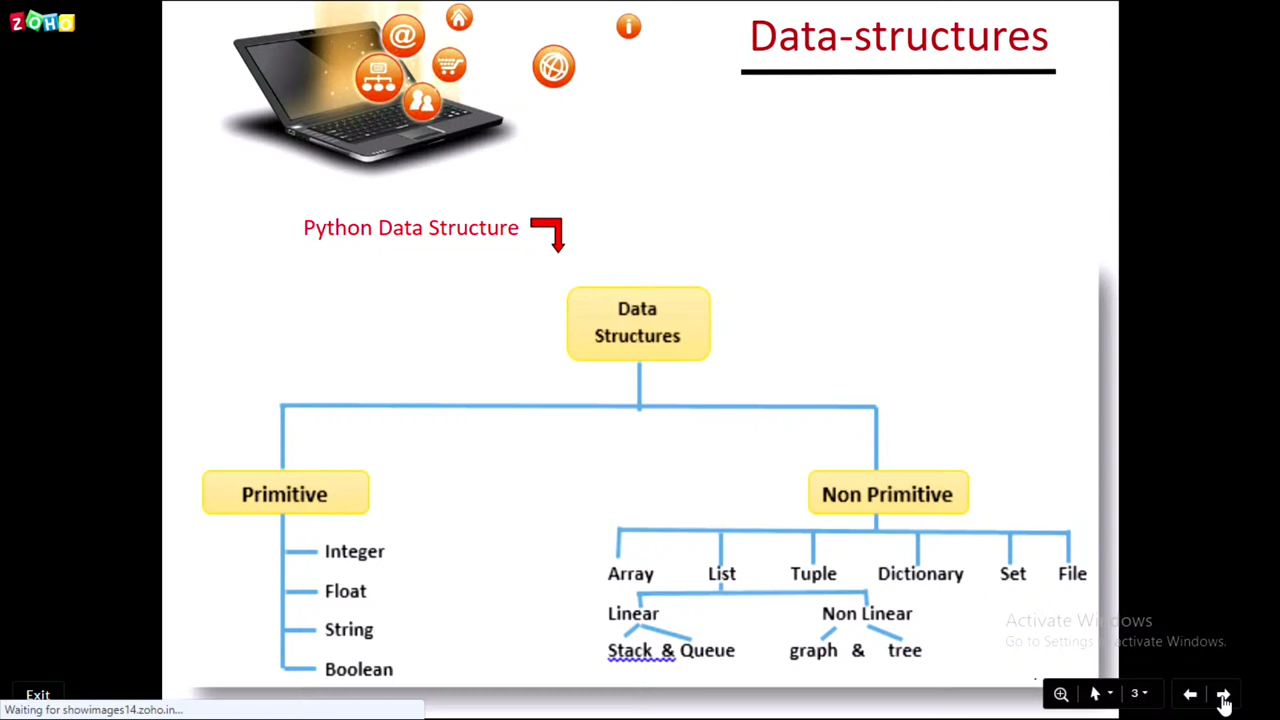 ZOHO
Data-structures
Python Data Structure
Data
Structures
Primitive
Non Primitive
Integer
Float
String
Boolean
Array List Tuple Dictionary Set File
Linear Non Linear
Stack & Queue graph & tree
Activate Windows
Go to Settings to activate Windows.
Exit
3
Waiting for showimages14.zoho.in...